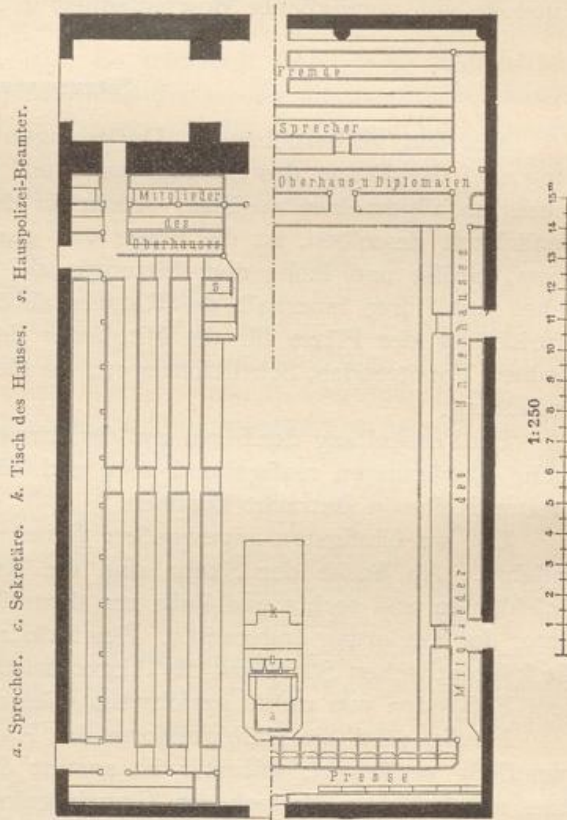 a. Sprecher. c. Sekretäre. k. Tisch des Hauses. s. Hauspolizei-Beamter.
Fremde
Sprecher
Oberhaus u Diplomaten
Mitglieder
des
Oberhauses
s
Mitglieder des Unterhauses
k
c
a
Presse
1:250
1 2 3 4 5 6 7 8 9 10 11 12 13 14 15 m